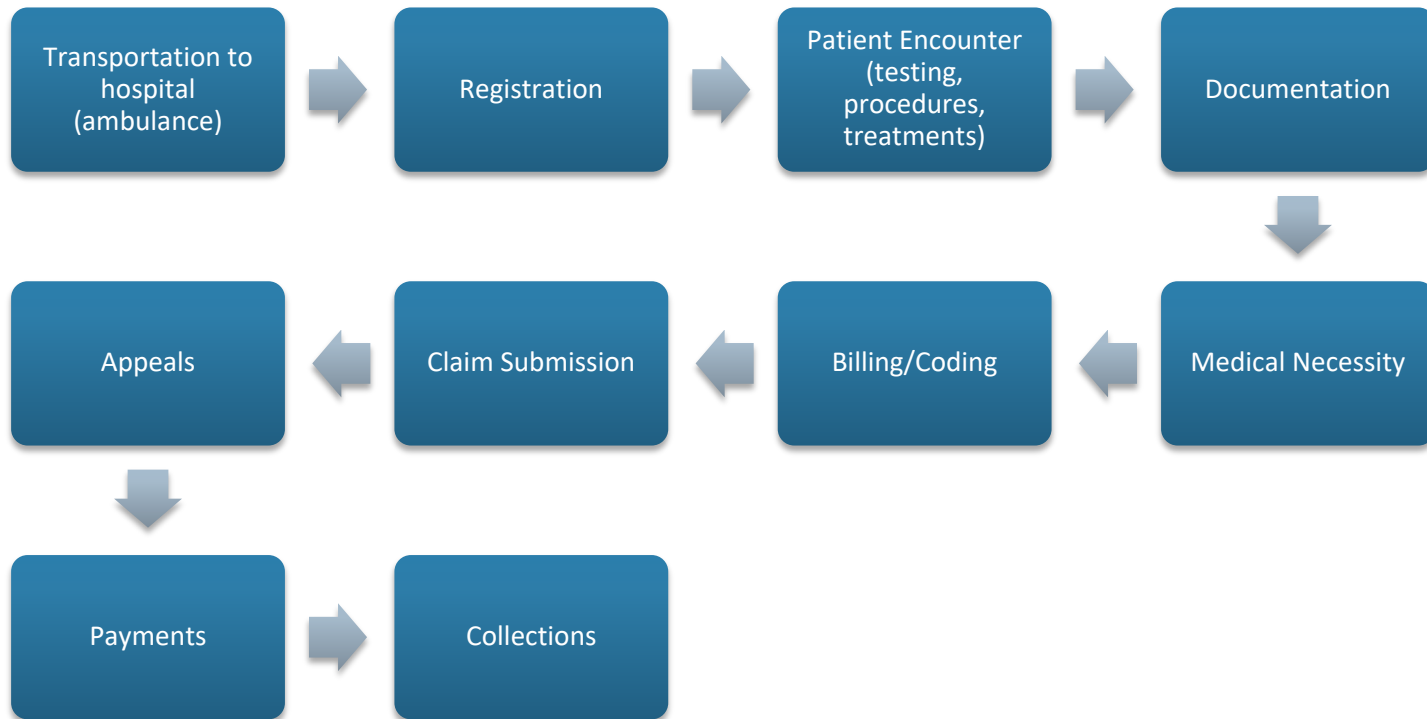 Transportation to
hospital
(ambulance)
Registration
Patient Encounter
(testing,
procedures,
treatments)
Documentation
Medical Necessity
Billing/Coding
Claim Submission
Appeals
Payments
Collections